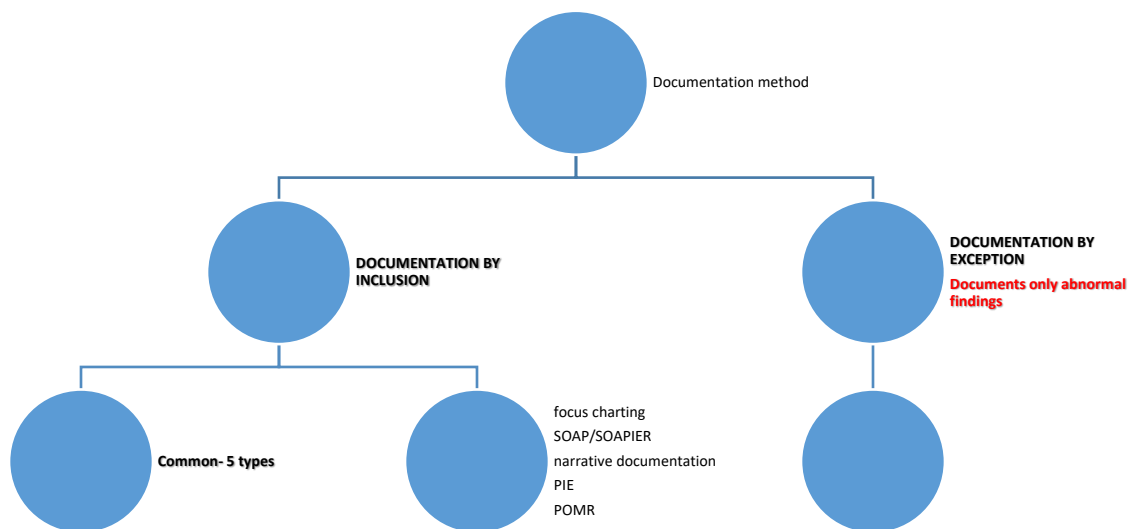 Documentation method
DOCUMENTATION BY
INCLUSION
DOCUMENTATION BY
EXCEPTION
Documents only abnormal
findings
Common- 5 types
focus charting
SOAP/SOAPIER
narrative documentation
PIE
POMR